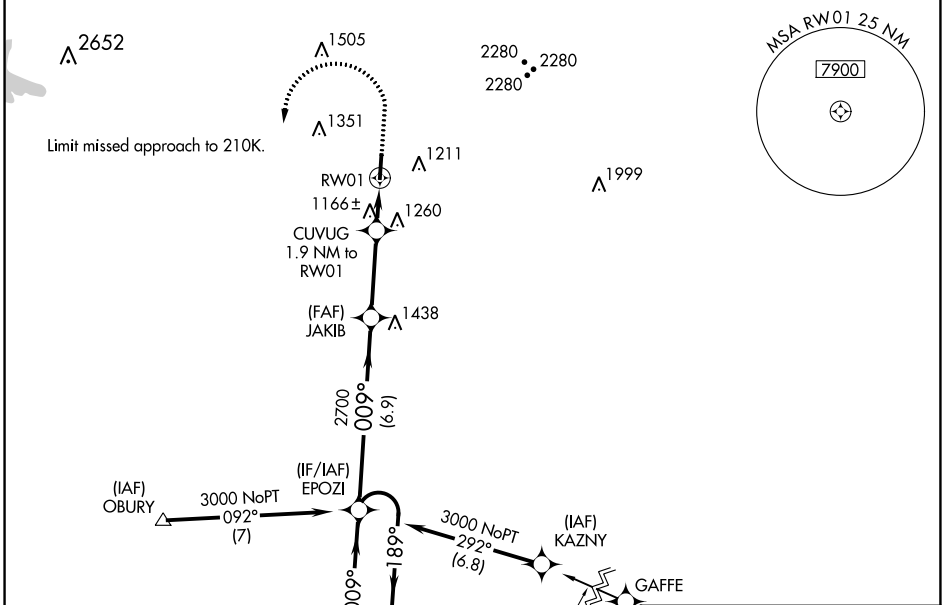 2652
1505
2280
2280
2280
MSA RW01 25 NM
7900
1351
Limit missed approach to 210K.
1211
1999
RW01
1166±
1260
CUVUG
1.9 NM to
RW01
(FAF)
JAKIB
1438
2700
009°
(6.9)
(IF/IAF)
EPOZI
(IAF)
OBURY
3000 NoPT
092°
(7)
3000 NoPT
292°
(6.8)
(IAF)
KAZNY
189°
009°
GAFFE